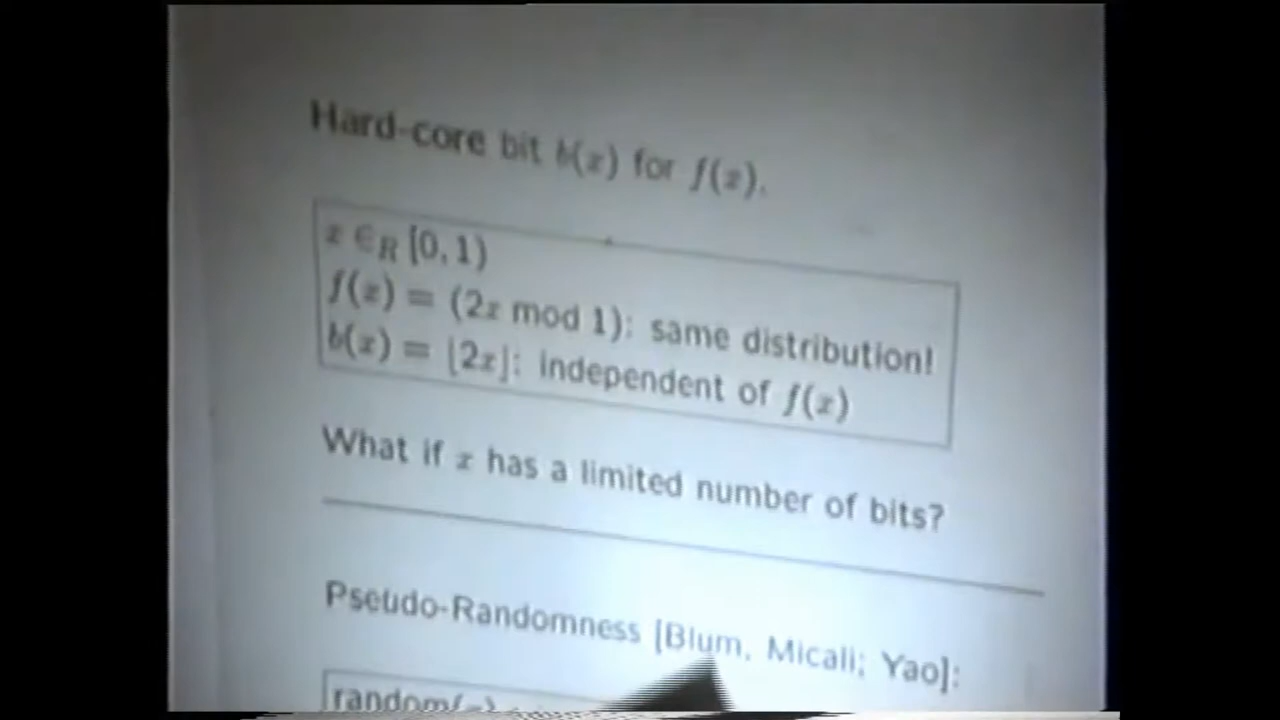 Hard-core bit b(x) for f(x).
x ∈R [0, 1)
f(x) = (2x mod 1): same distribution!
b(x) = ⌊2x⌋: independent of f(x)
What if x has a limited number of bits?
Pseudo-Randomness [Blum, Micali; Yao]: